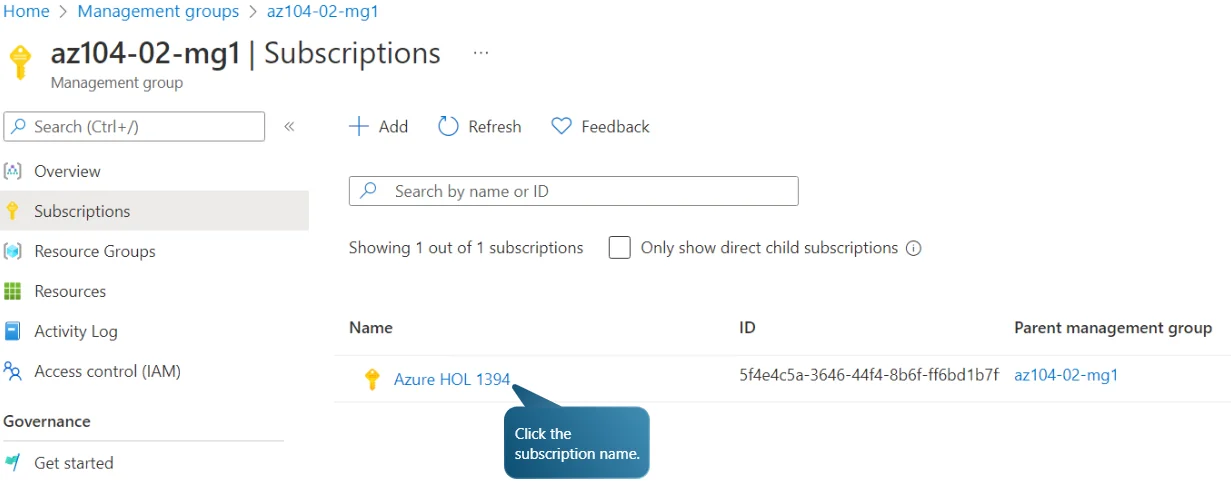 Home > Management groups > az104-02-mg1
az104-02-mg1 | Subscriptions ...
Management group
Search (Ctrl+/) «
Add Refresh Feedback
Overview
Subscriptions
Resource Groups
Resources
Activity Log
Access control (IAM)
Governance
Get started
Search by name or ID
Showing 1 out of 1 subscriptions Only show direct child subscriptions
Name ID Parent management group
Azure HOL 1394 5f4e4c5a-3646-44f4-8b6f-ff6bd1b7f az104-02-mg1
Click the
subscription name.